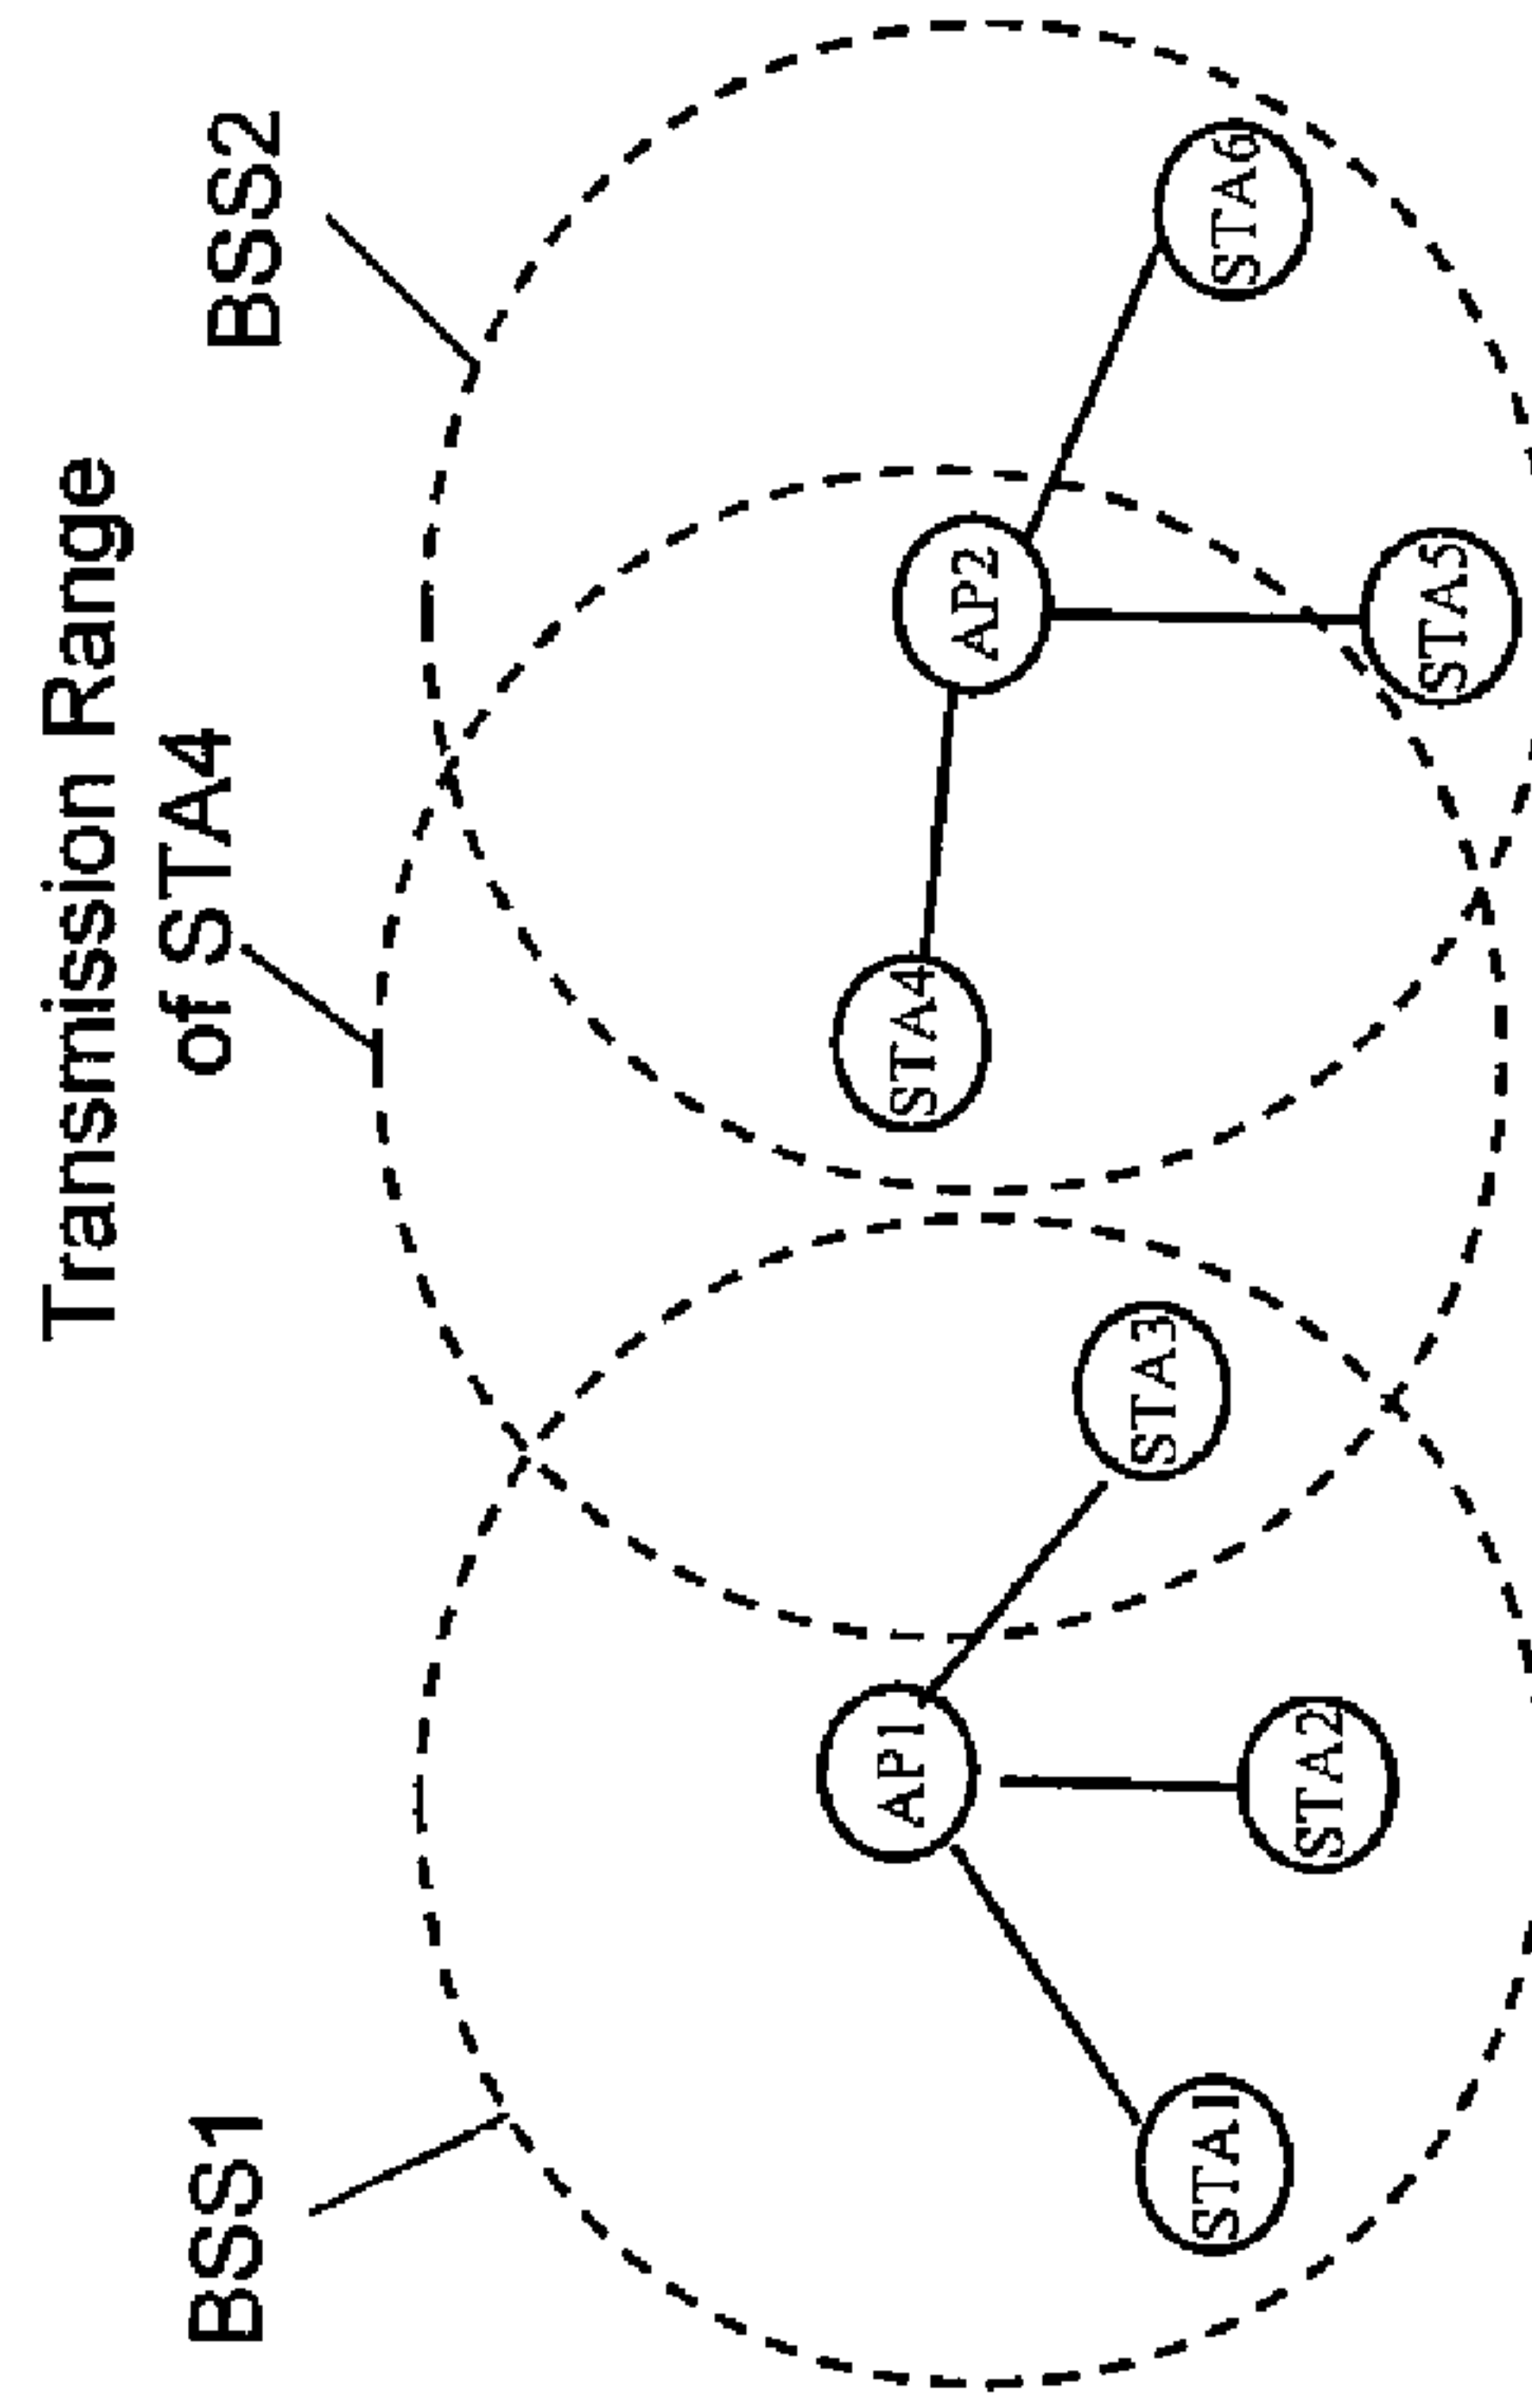 Transmission Range
of STA4
BSS1
BSS2
AP1
STA4
AP2
STA3
STA1
STA2
STA6
STA5